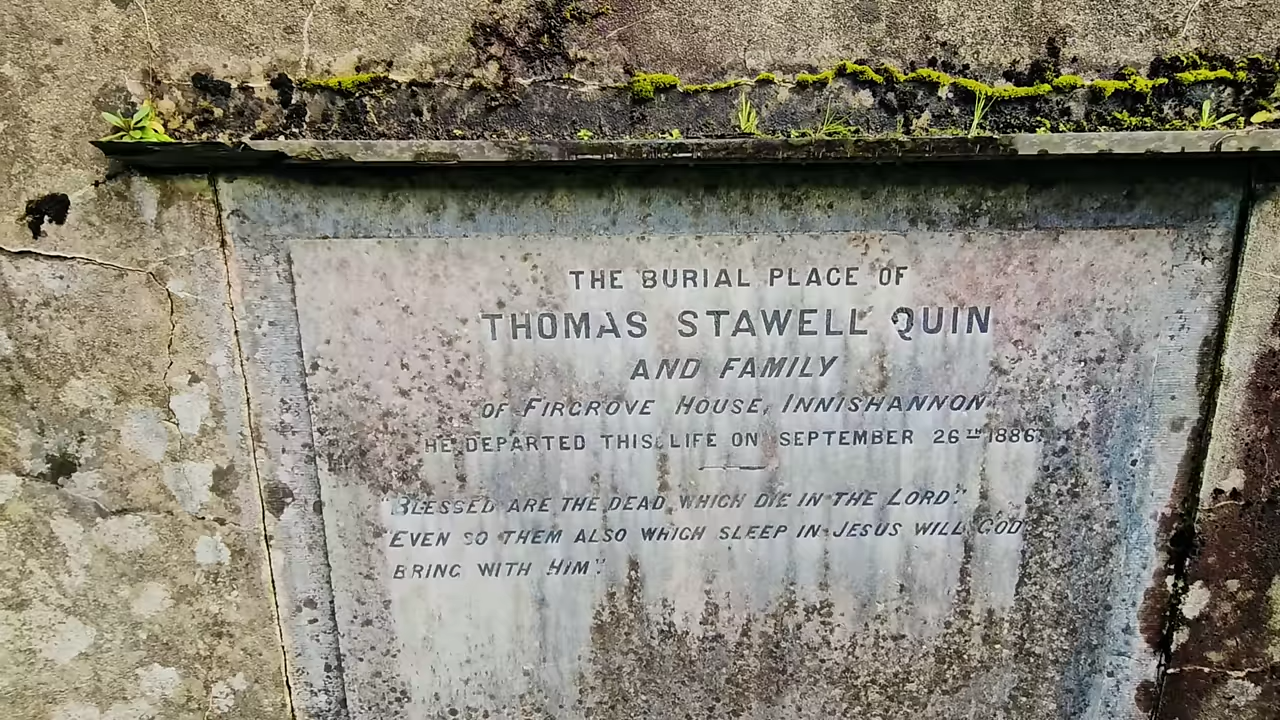 THE BURIAL PLACE OF
THOMAS STAWELL QUIN
AND FAMILY
OF FIRGROVE HOUSE, INNISHANNON
HE DEPARTED THIS LIFE ON SEPTEMBER 26TH 1886.
"BLESSED ARE THE DEAD WHICH DIE IN THE LORD."
EVEN SO THEM ALSO WHICH SLEEP IN JESUS WILL GOD
BRING WITH HIM".